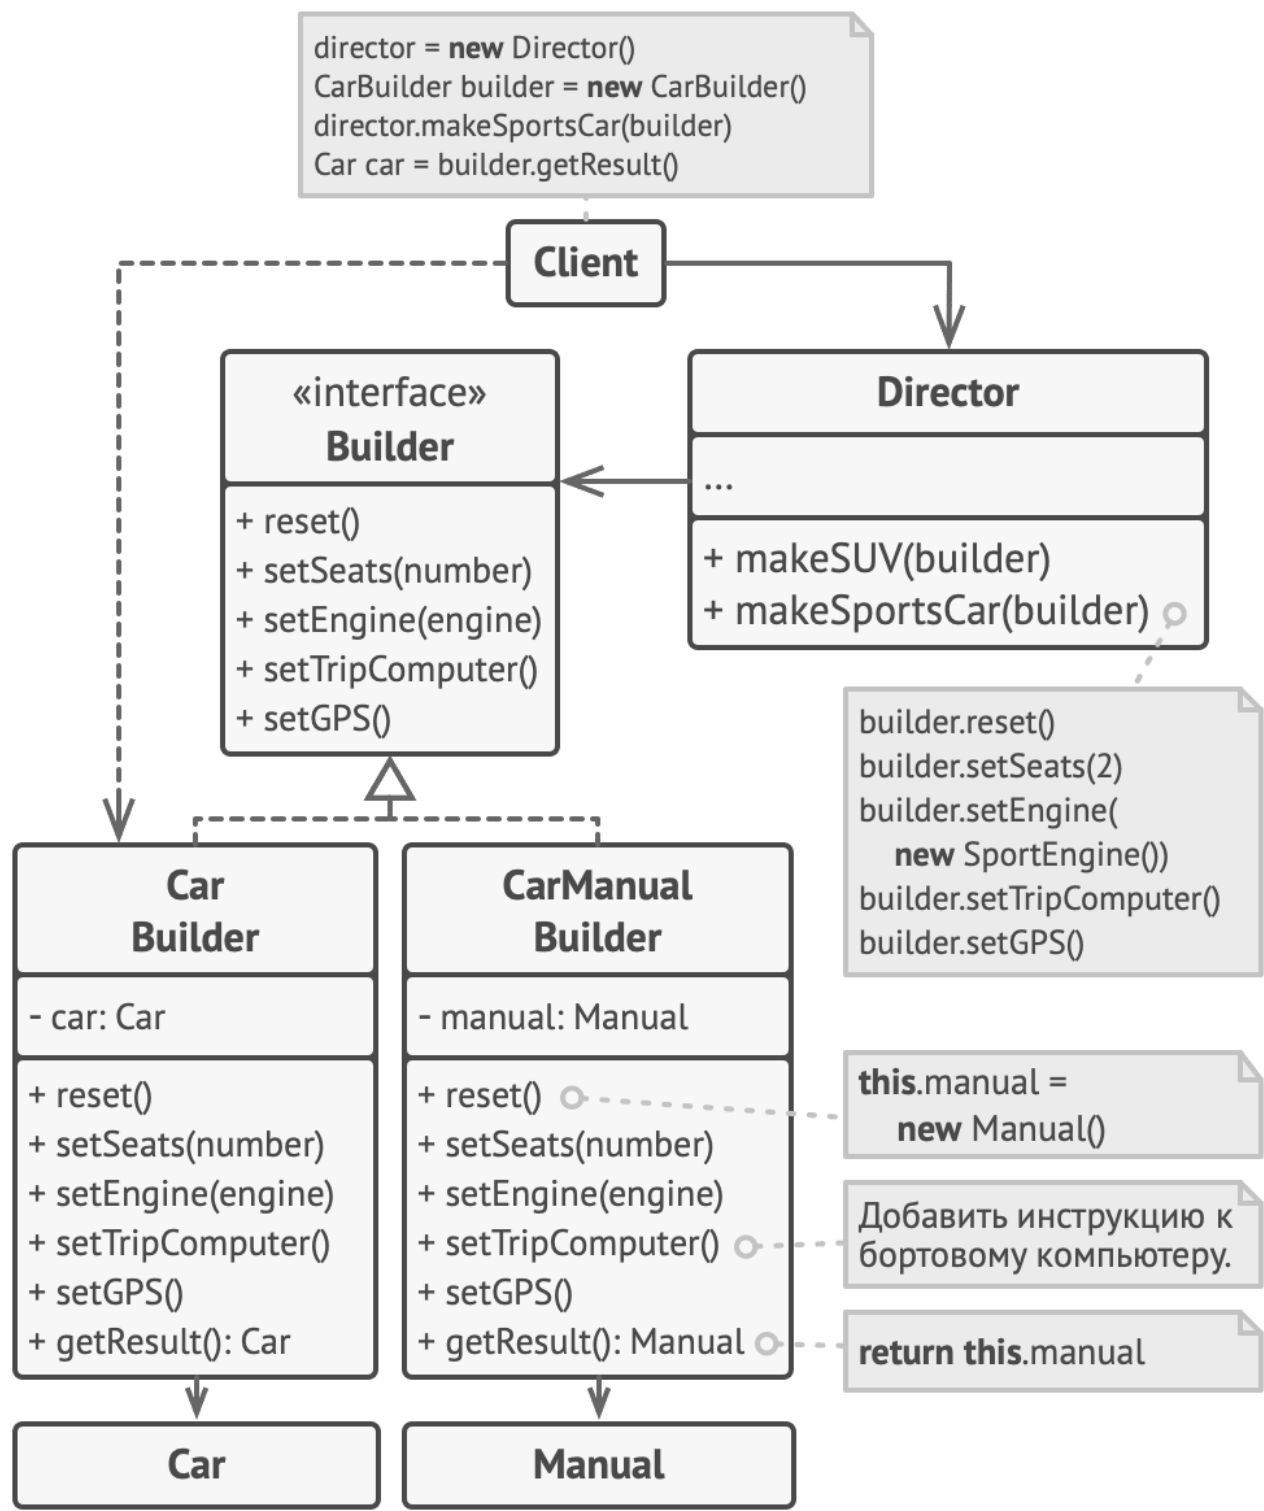 director = new Director()
CarBuilder builder = new CarBuilder()
director.makeSportsCar(builder)
Car car = builder.getResult()
Client
«interface»
Builder
+ reset()
+ setSeats(number)
+ setEngine(engine)
+ setTripComputer()
+ setGPS()
Director
...
+ makeSUV(builder)
+ makeSportsCar(builder)
builder.reset()
builder.setSeats(2)
builder.setEngine(
new SportEngine())
builder.setTripComputer()
builder.setGPS()
Car
Builder
- car: Car
+ reset()
+ setSeats(number)
+ setEngine(engine)
+ setTripComputer()
+ setGPS()
+ getResult(): Car
CarManual
Builder
- manual: Manual
+ reset()
+ setSeats(number)
+ setEngine(engine)
+ setTripComputer()
+ setGPS()
+ getResult(): Manual
this.manual =
new Manual()
Добавить инструкцию к
бортовому компьютеру.
return this.manual
Car
Manual